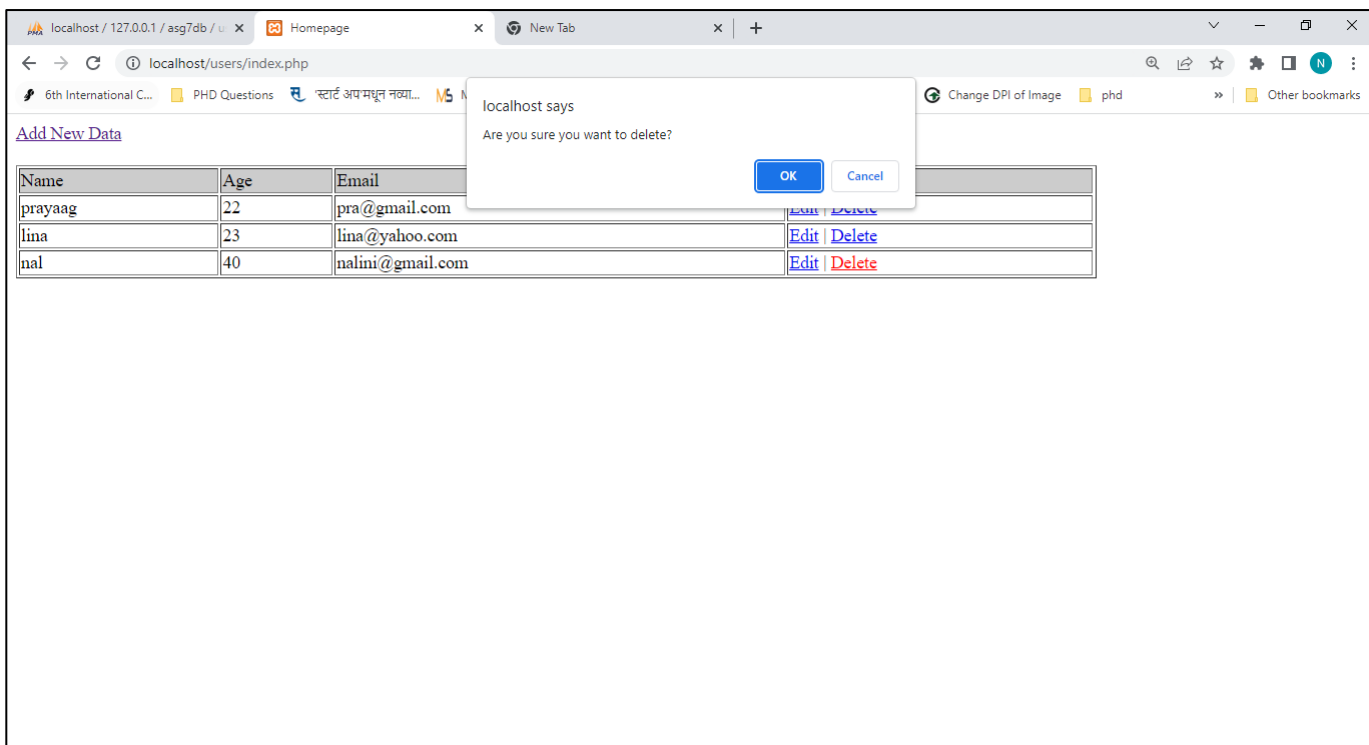 localhost / 127.0.0.1 / asg7db / u
Homepage
New Tab
localhost/users/index.php
N
6th International C...
PHD Questions
M
Change DPI of Image
phd
»
Other bookmarks
localhost says
Are you sure you want to delete?
OK
Cancel
Add New Data
Name Age Email
prayaag 22 pra@gmail.com Edit | Delete
lina 23 lina@yahoo.com Edit | Delete
nal 40 nalini@gmail.com Edit | Delete